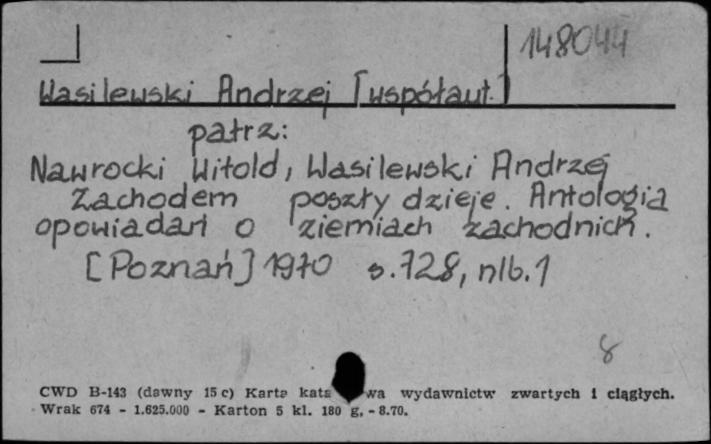 148044
Wasilewski Andrzej [współaut.]
patrz:
Nawrocki Witold, Wasilewski Andrzej
Zachodem poszły dzieje. Antologia
opowiadań o ziemiach zachodnich.
[Poznań] 1970 s. 728, nlb. 1
8
CWD B-143 (dawny 15 c) Karta kata wa wydawnictw zwartych i ciągłych.
Wrak 674 - 1.625.000 - Karton 5 kl. 180 g. - 8.70.